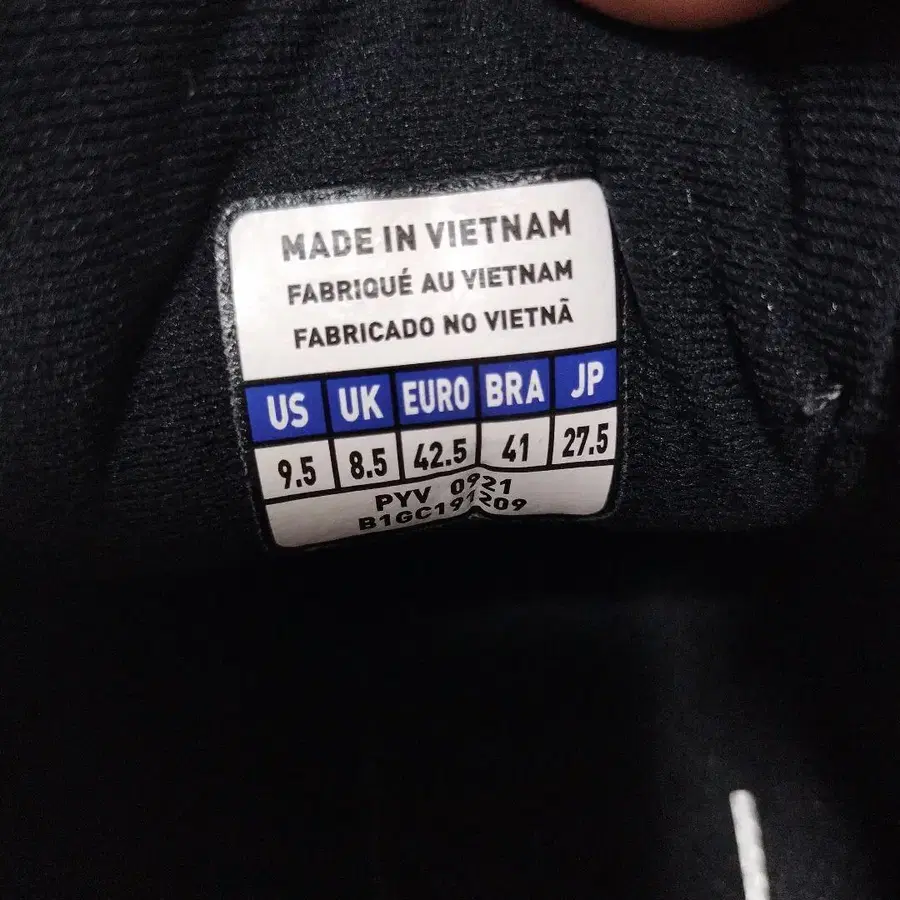 MADE IN VIETNAM
FABRIQUÉ AU VIETNAM
FABRICADO NO VIETNÃ
US UK EURO BRA JP
9.5 8.5 42.5 41 27.5
PYV 0921
B1GC191209